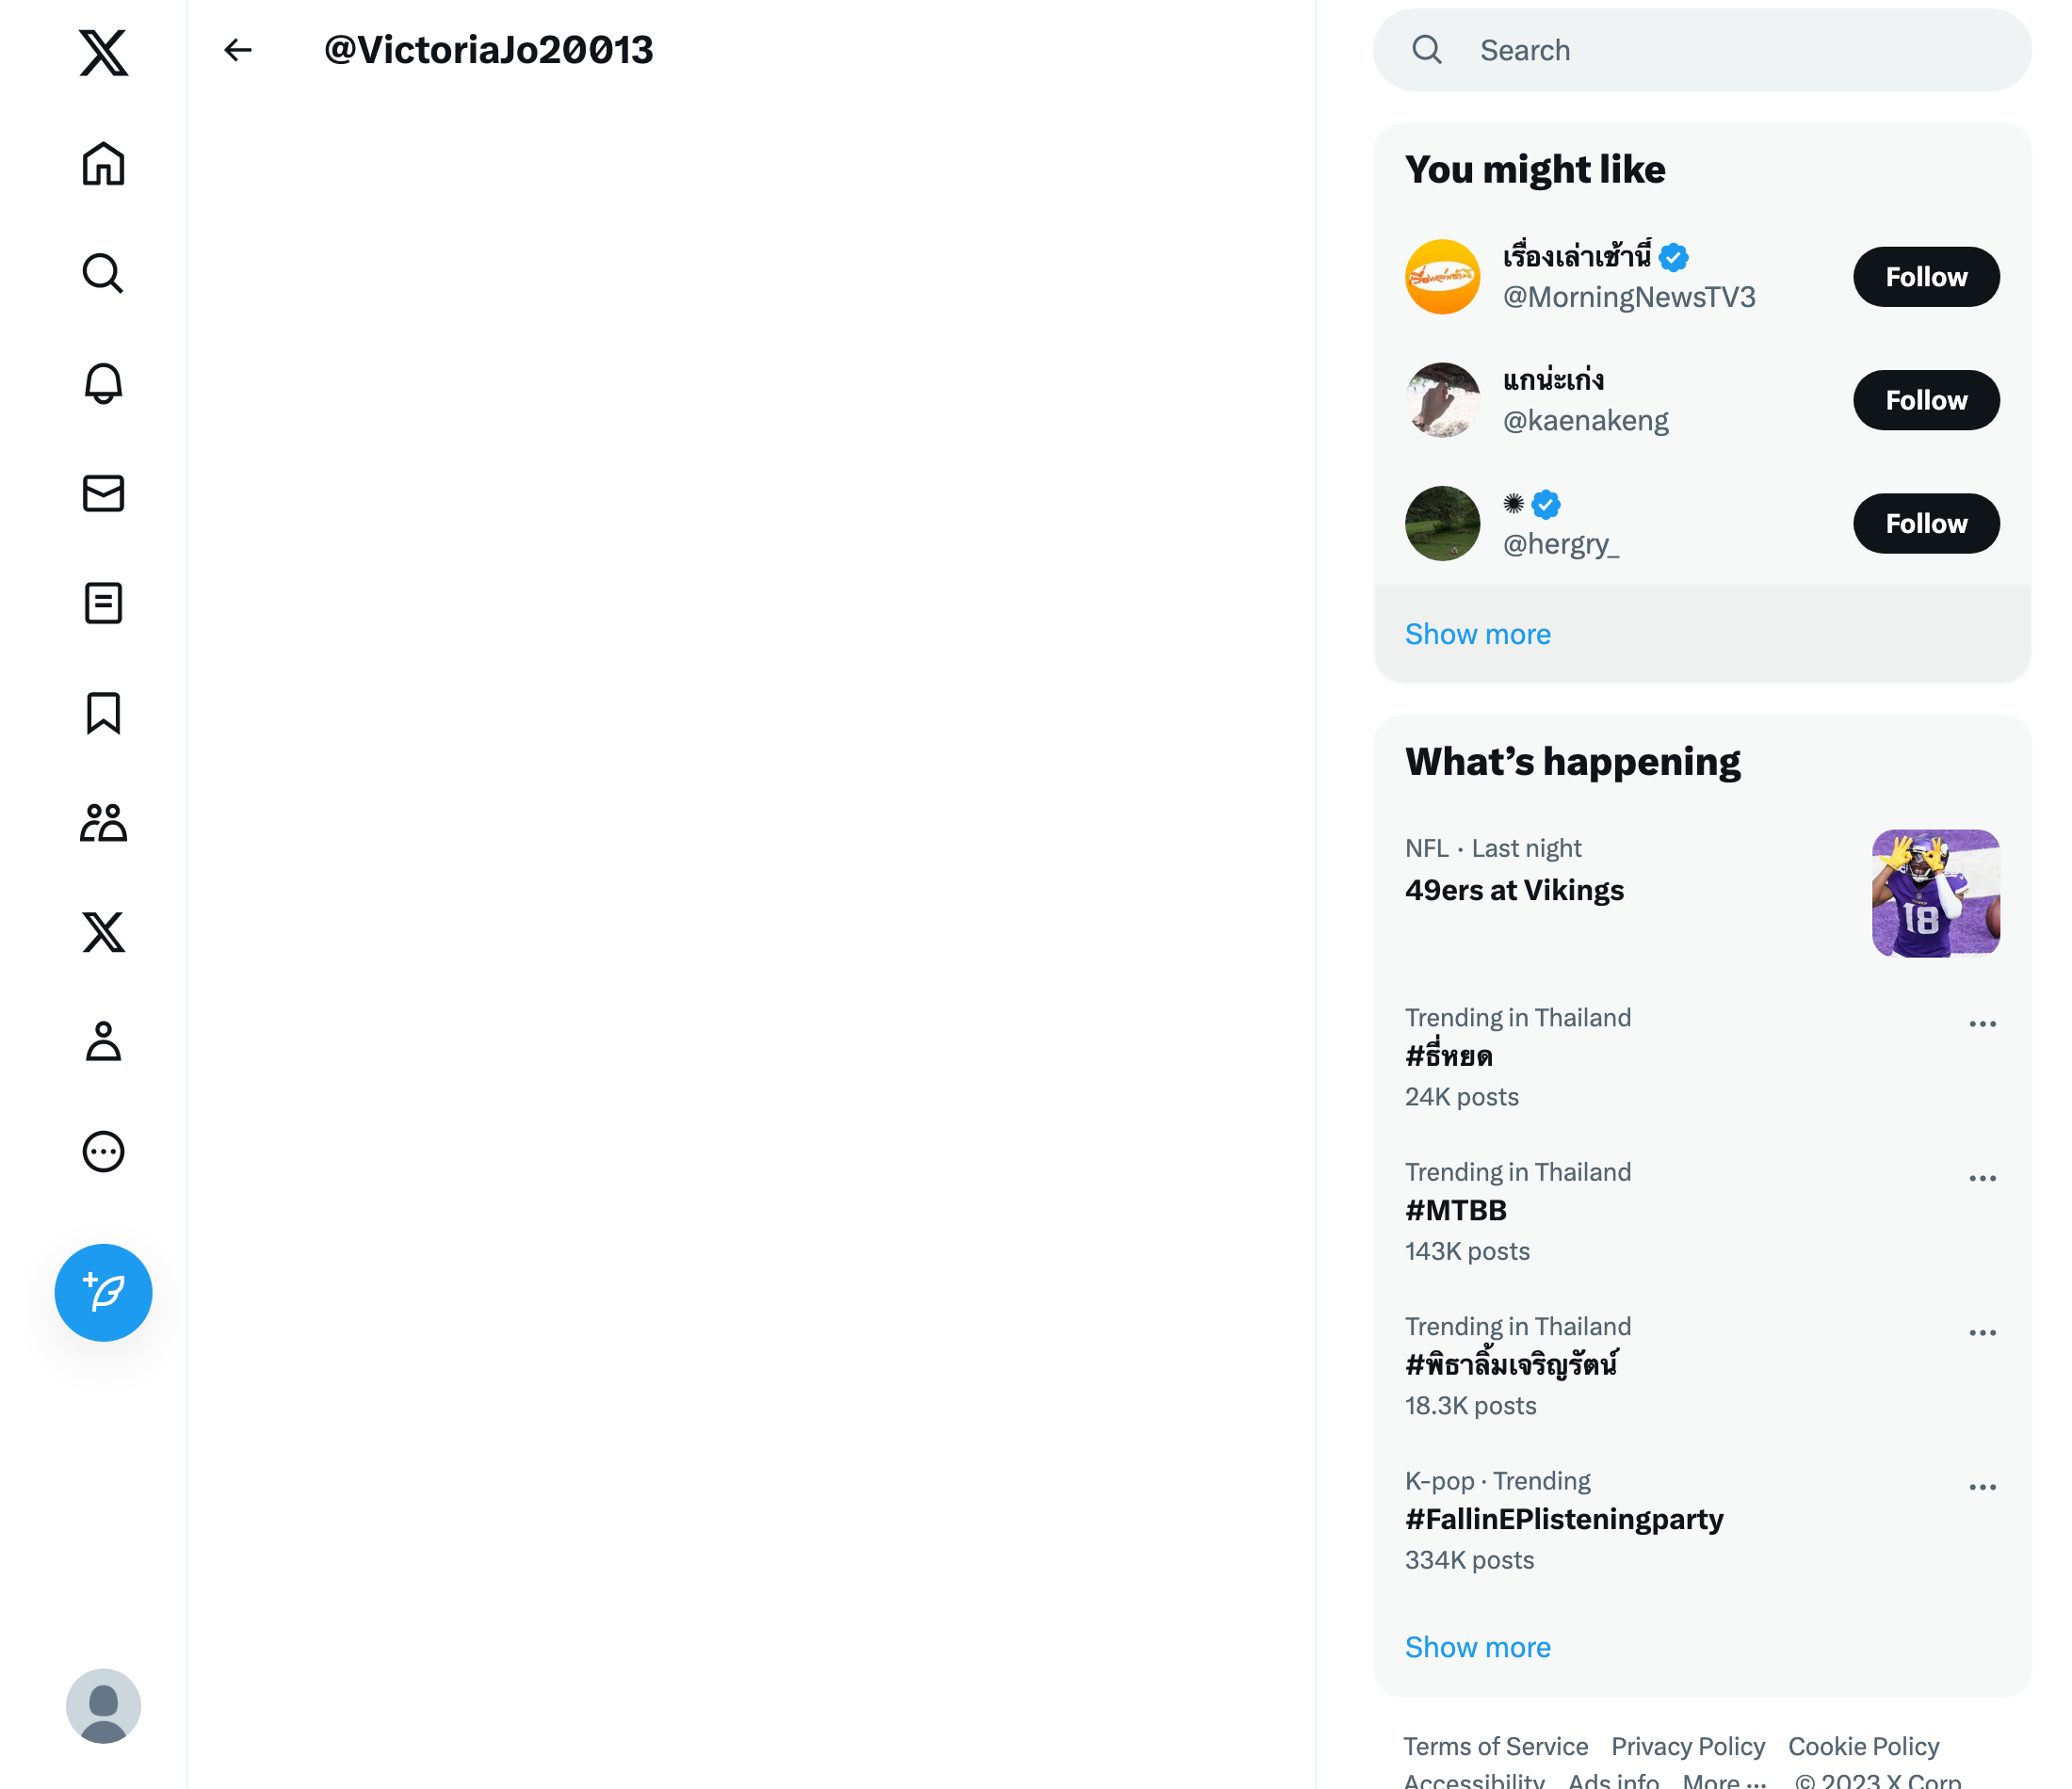 @VictoriaJo20013
Search
You might like
เรื่องเล่าเช้านี้
@MorningNewsTV3
Follow
แกน่ะเก่ง
@kaenakeng
Follow
✺
@hergry_
Follow
Show more
What’s happening
NFL · Last night
49ers at Vikings
18
Trending in Thailand
#ธี่หยด
24K posts
Trending in Thailand
#MTBB
143K posts
Trending in Thailand
#พิธาลิ้มเจริญรัตน์
18.3K posts
K-pop · Trending
#FallinEPlisteningparty
334K posts
Show more
Terms of Service Privacy Policy Cookie Policy
Accessibility Ads info More ··· © 2023 X Corp.